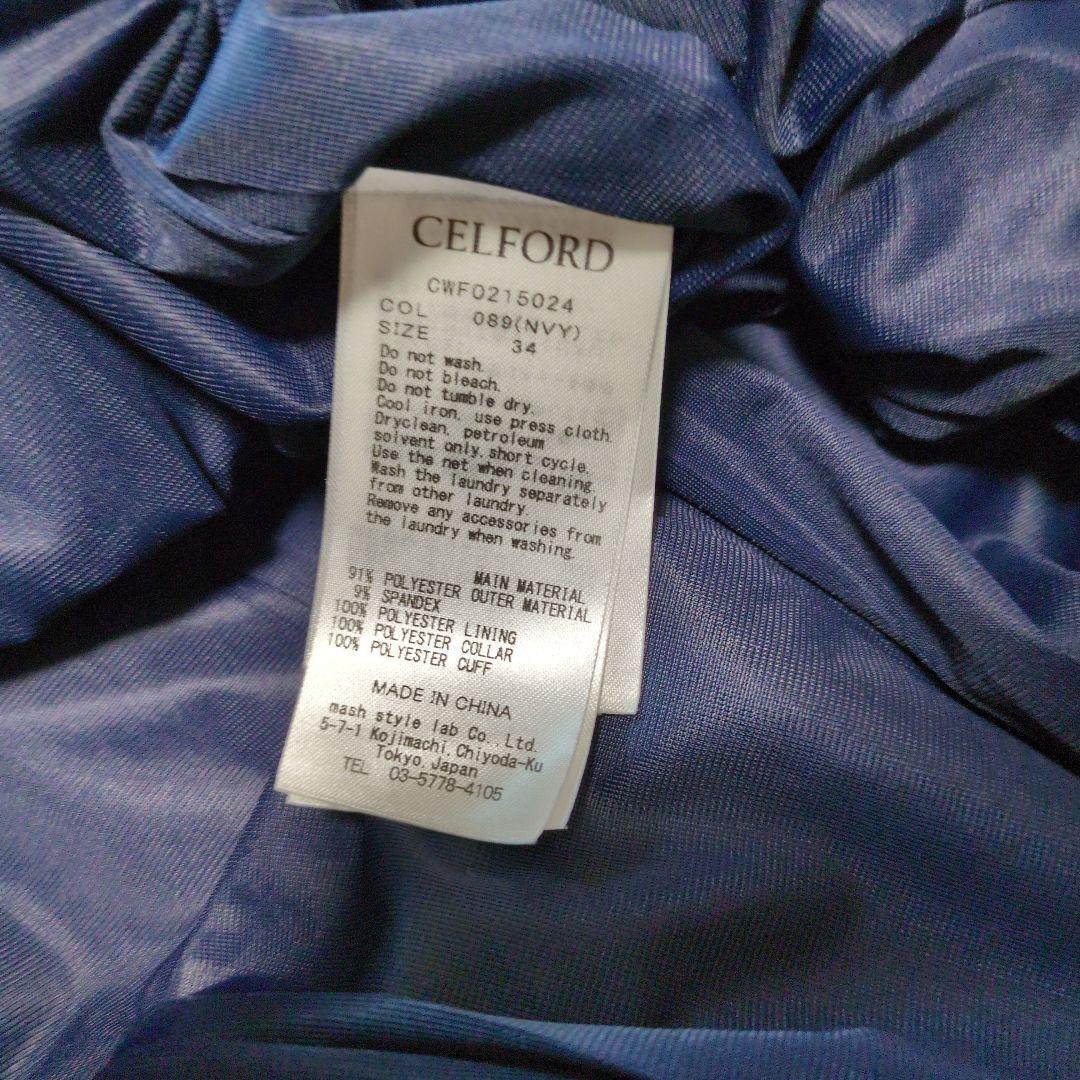 CELFORD
CWF0215024
COL 089(NVY)
SIZE 34
Do not wash.
Do not bleach.
Do not tumble dry.
Cool iron, use press cloth.
Dryclean, petroleum
solvent only,short cycle.
Use the net when cleaning.
Wash the laundry separately
from other laundry.
Remove any accessories from
the laundry when washing.
MAIN MATERIAL
91% POLYESTER OUTER MATERIAL
9% SPANDEX
100% POLYESTER LINING
100% POLYESTER COLLAR
100% POLYESTER CUFF
MADE IN CHINA
mash style lab Co., Ltd.
5-7-1 Kojimachi, Chiyoda-Ku
Tokyo, Japan
TEL 03-5778-4105